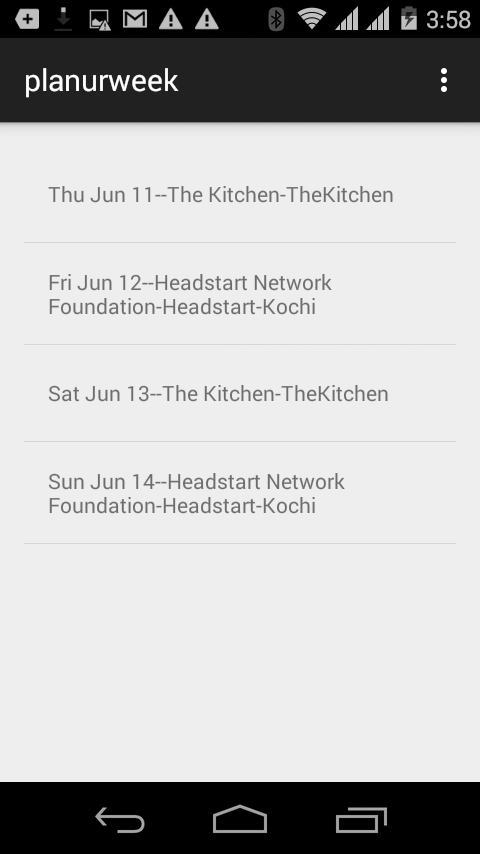 3:58
planurweek
Thu Jun 11--The Kitchen-TheKitchen
Fri Jun 12--Headstart Network
Foundation-Headstart-Kochi
Sat Jun 13--The Kitchen-TheKitchen
Sun Jun 14--Headstart Network
Foundation-Headstart-Kochi